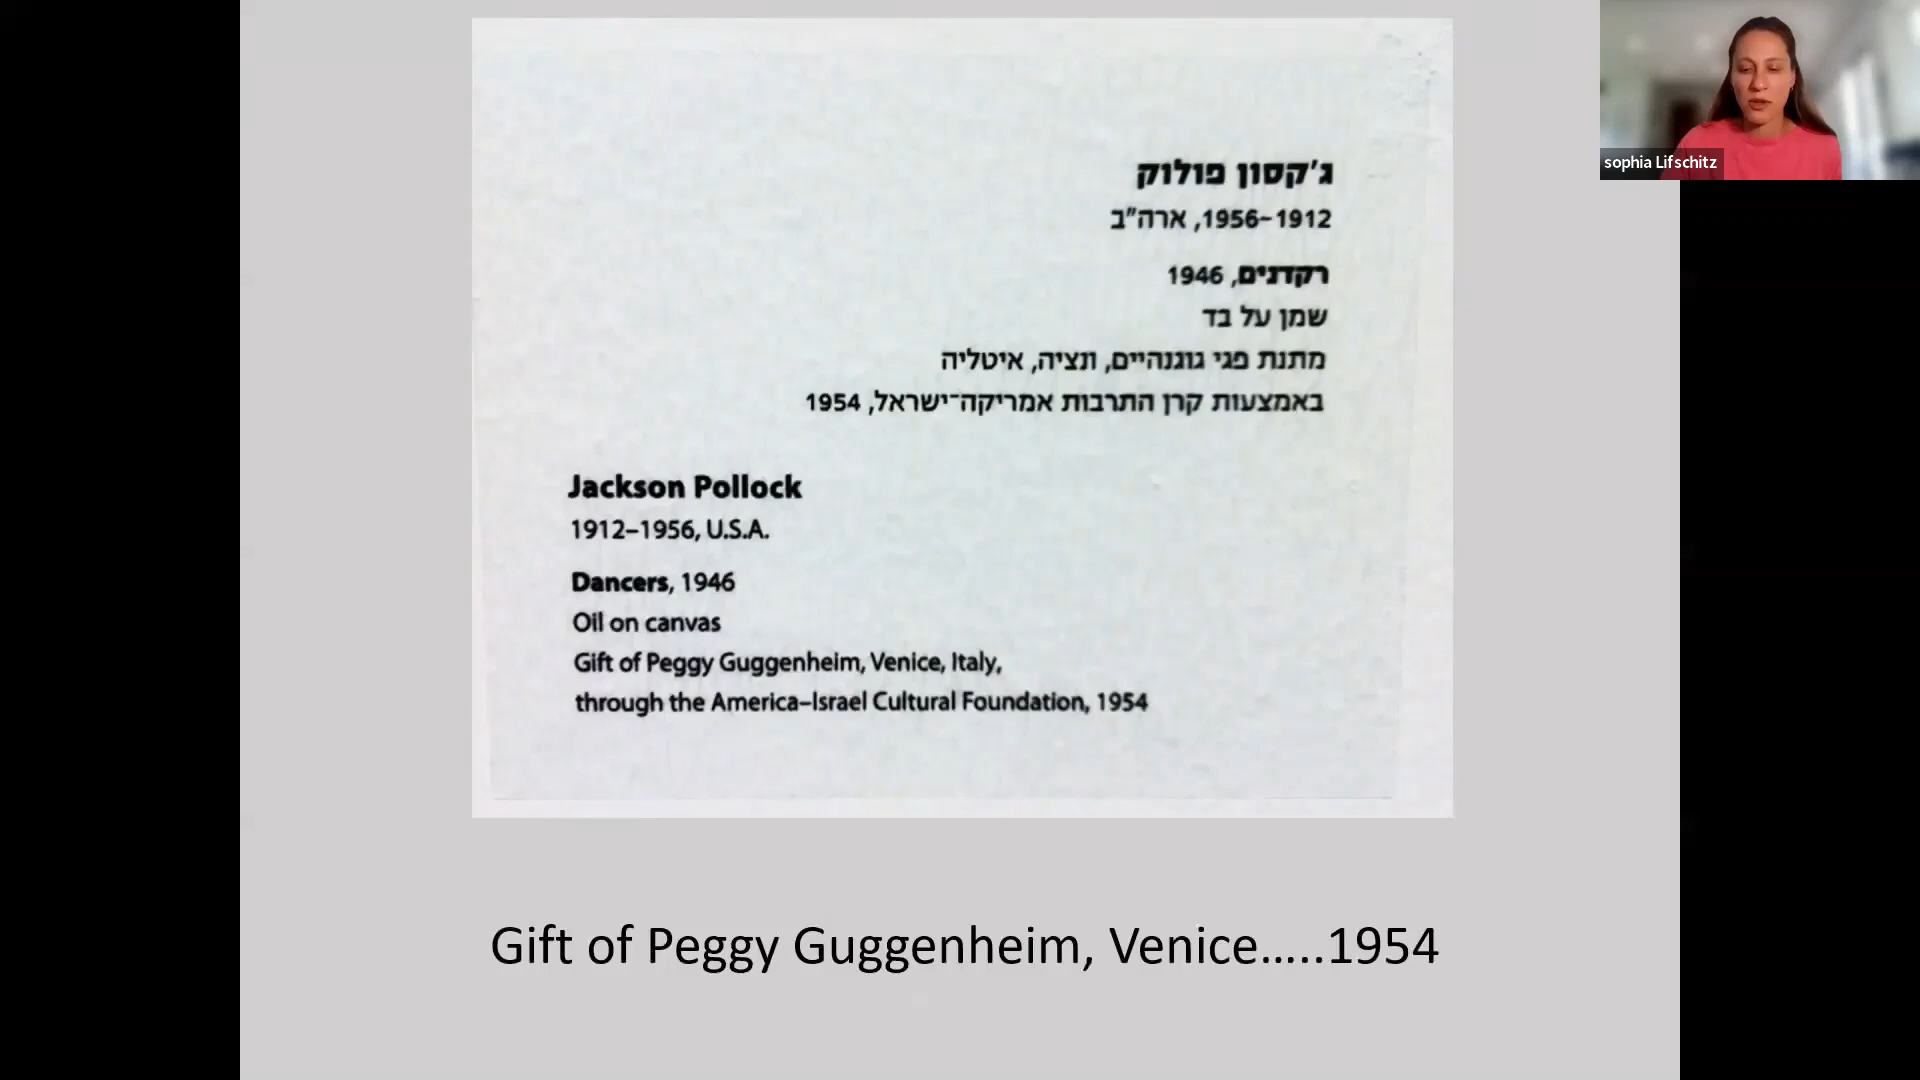 ג'קסון פולוק
1912–1956, ארה"ב
רקדנים, 1946
שמן על בד
מתנת פגי גוגנהיים, ונציה, איטליה
באמצעות קרן התרבות אמריקה־ישראל, 1954
Jackson Pollock
1912–1956, U.S.A.
Dancers, 1946
Oil on canvas
Gift of Peggy Guggenheim, Venice, Italy,
through the America–Israel Cultural Foundation, 1954
Gift of Peggy Guggenheim, Venice.....1954
sophia Lifschitz